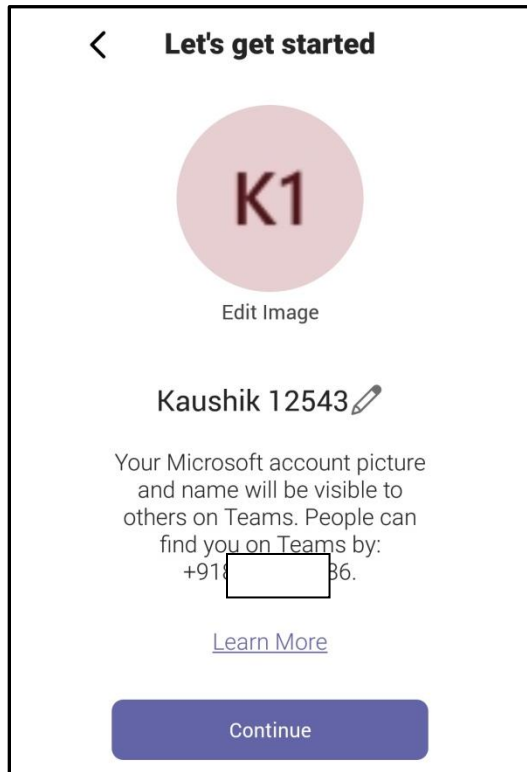 Let's get started
K1
Edit Image
Kaushik 12543
Your Microsoft account picture
and name will be visible to
others on Teams. People can
find you on Teams by:
+918 86.
Learn More
Continue